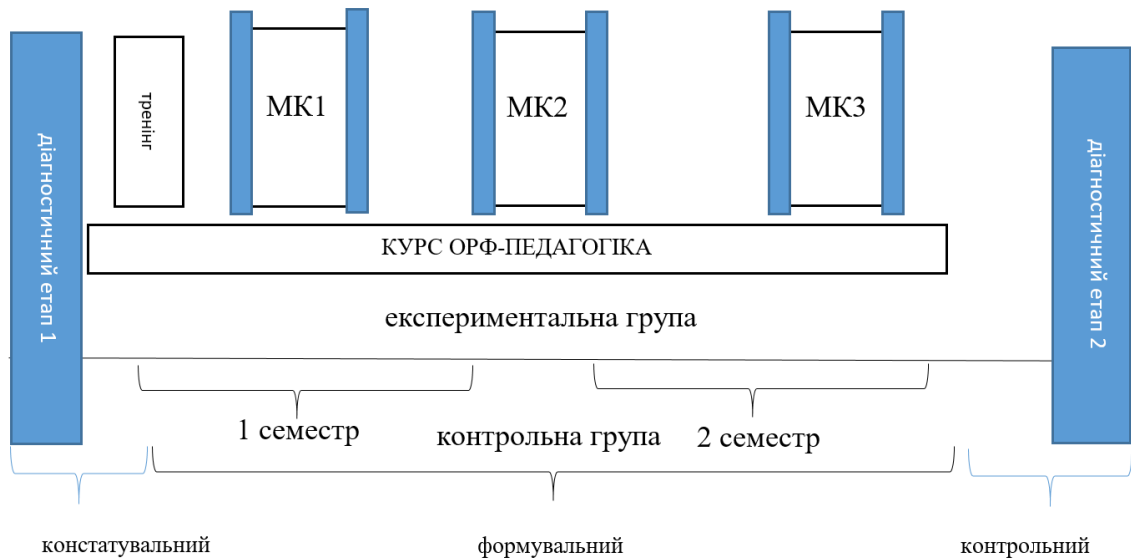 діагностичний етап 1
тренінг
МК1
МК2
МК3
діагностичний етап 2
КУРС ОРФ-ПЕДАГОГІКА
експериментальна група
1 семестр
контрольна група
2 семестр
констатувальний
формувальний
контрольний